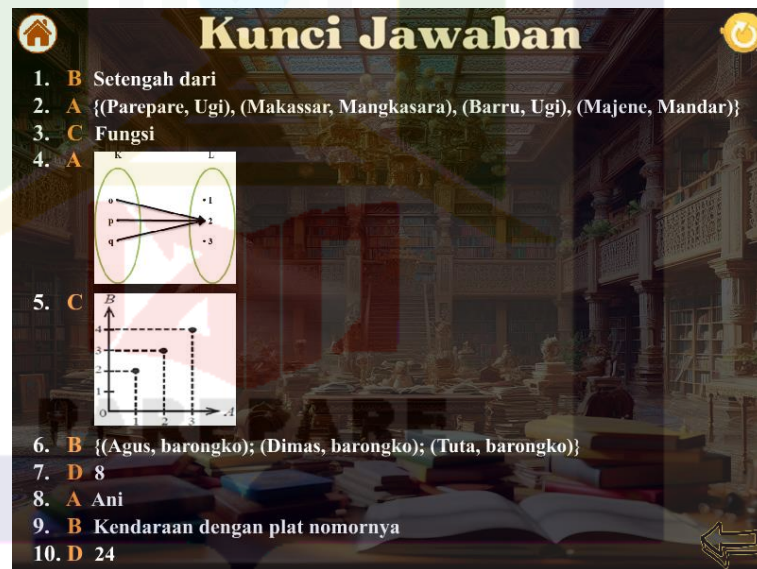 Kunci Jawaban
1. B Setengah dari
2. A {(Parepare, Ugi), (Makassar, Mangkasara), (Barru, Ugi), (Majene, Mandar)}
3. C Fungsi
4. A
K L
o 1
p 2
q 3
5. C
B
4
3
2
1
0 1 2 3 A
PAREPARE
6. B {(Agus, barongko); (Dimas, barongko); (Tuta, barongko)}
7. D 8
8. A Ani
9. B Kendaraan dengan plat nomornya
10. D 24